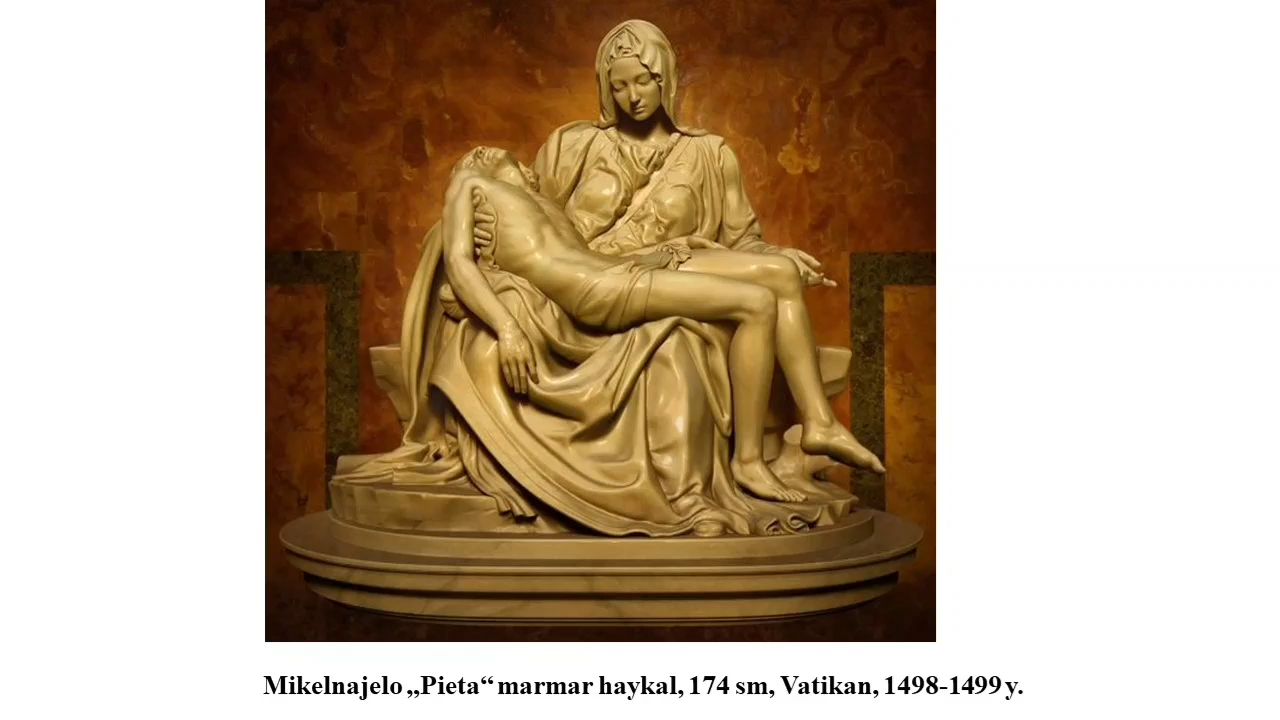 Mikelnajelo „Pieta“ marmar haykal, 174 sm, Vatikan, 1498-1499 y.